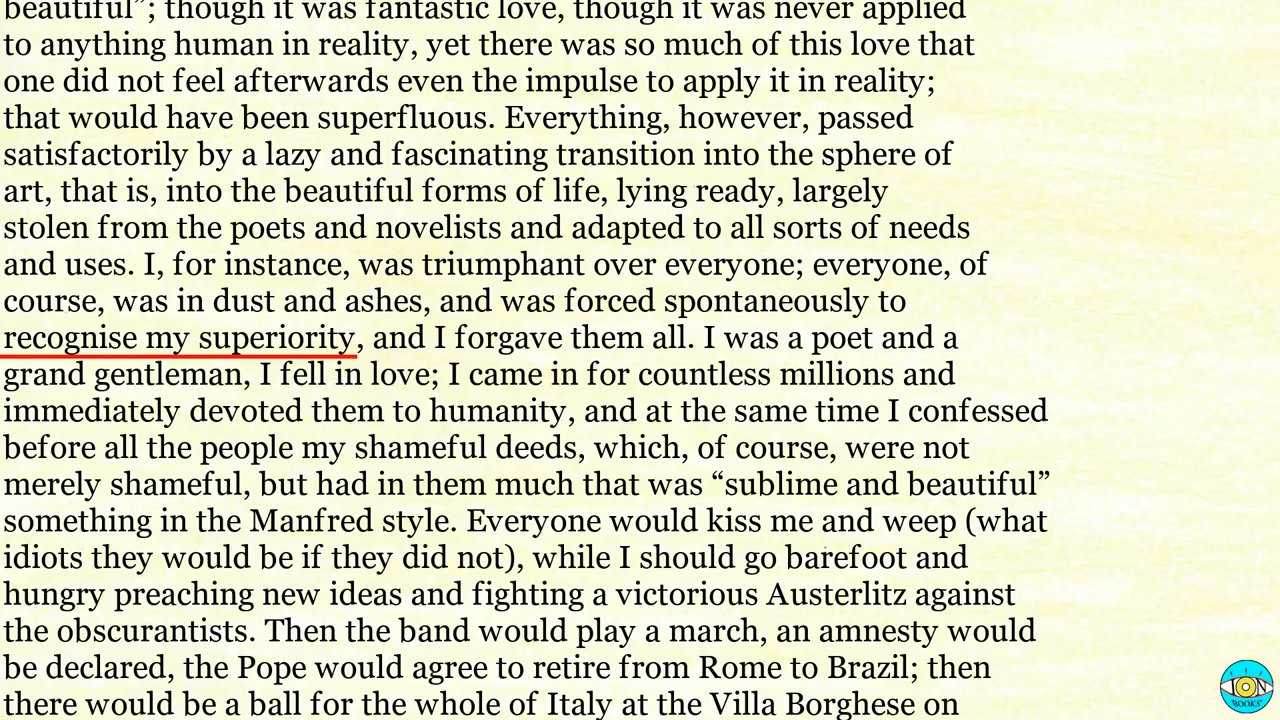 beautiful”; though it was fantastic love, though it was never applied
to anything human in reality, yet there was so much of this love that
one did not feel afterwards even the impulse to apply it in reality;
that would have been superfluous. Everything, however, passed
satisfactorily by a lazy and fascinating transition into the sphere of
art, that is, into the beautiful forms of life, lying ready, largely
stolen from the poets and novelists and adapted to all sorts of needs
and uses. I, for instance, was triumphant over everyone; everyone, of
course, was in dust and ashes, and was forced spontaneously to
recognise my superiority, and I forgave them all. I was a poet and a
grand gentleman, I fell in love; I came in for countless millions and
immediately devoted them to humanity, and at the same time I confessed
before all the people my shameful deeds, which, of course, were not
merely shameful, but had in them much that was “sublime and beautiful”
something in the Manfred style. Everyone would kiss me and weep (what
idiots they would be if they did not), while I should go barefoot and
hungry preaching new ideas and fighting a victorious Austerlitz against
the obscurantists. Then the band would play a march, an amnesty would
be declared, the Pope would agree to retire from Rome to Brazil; then
there would be a ball for the whole of Italy at the Villa Borghese on
ION
BOOKS